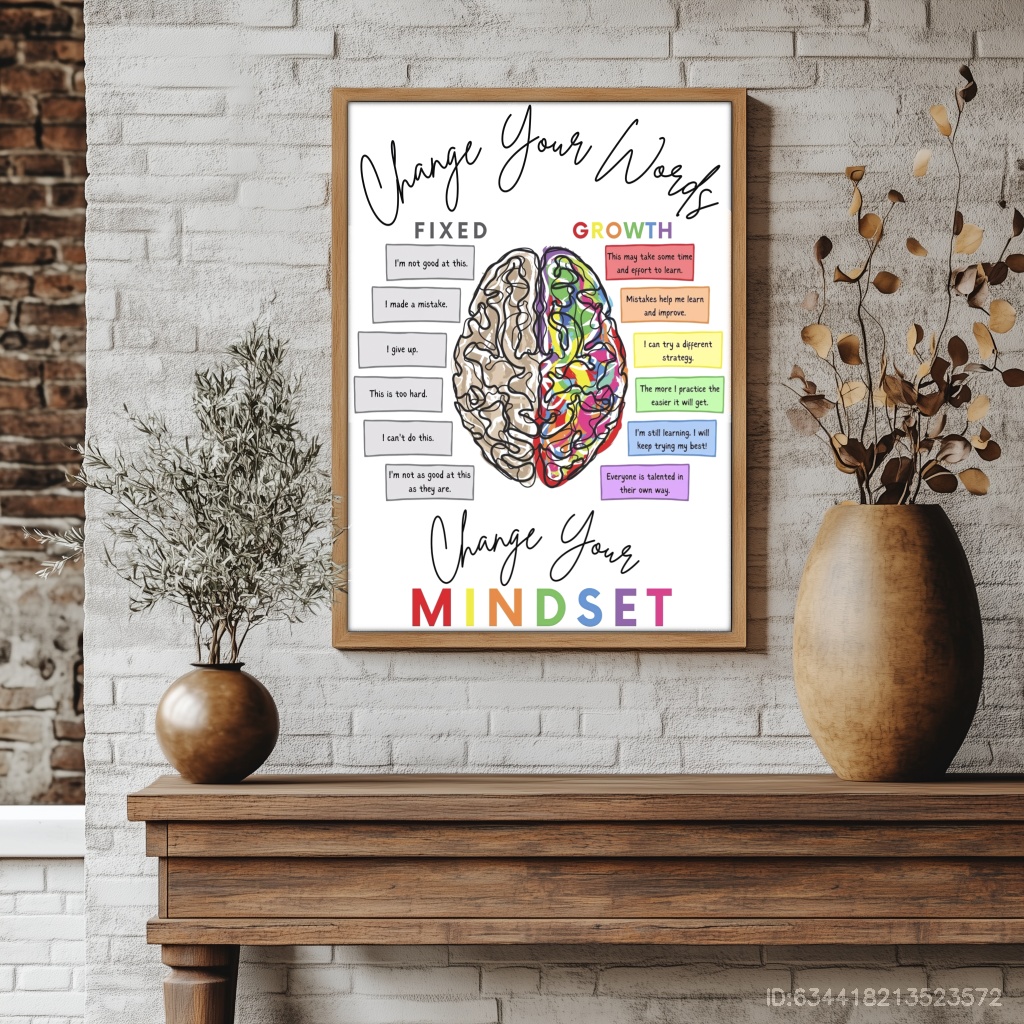 Change Your Words
FIXED
GROWTH
I'm not good at this.
This may take some time
and effort to learn.
I made a mistake.
Mistakes help me learn
and improve.
I give up.
I can try a different
strategy.
This is too hard.
The more I practice the
easier it will get.
I can't do this.
I'm still learning. I will
keep trying my best!
I'm not as good at this
as they are.
Everyone is talented in
their own way.
Change Your
MINDSET
ID:634418213523572